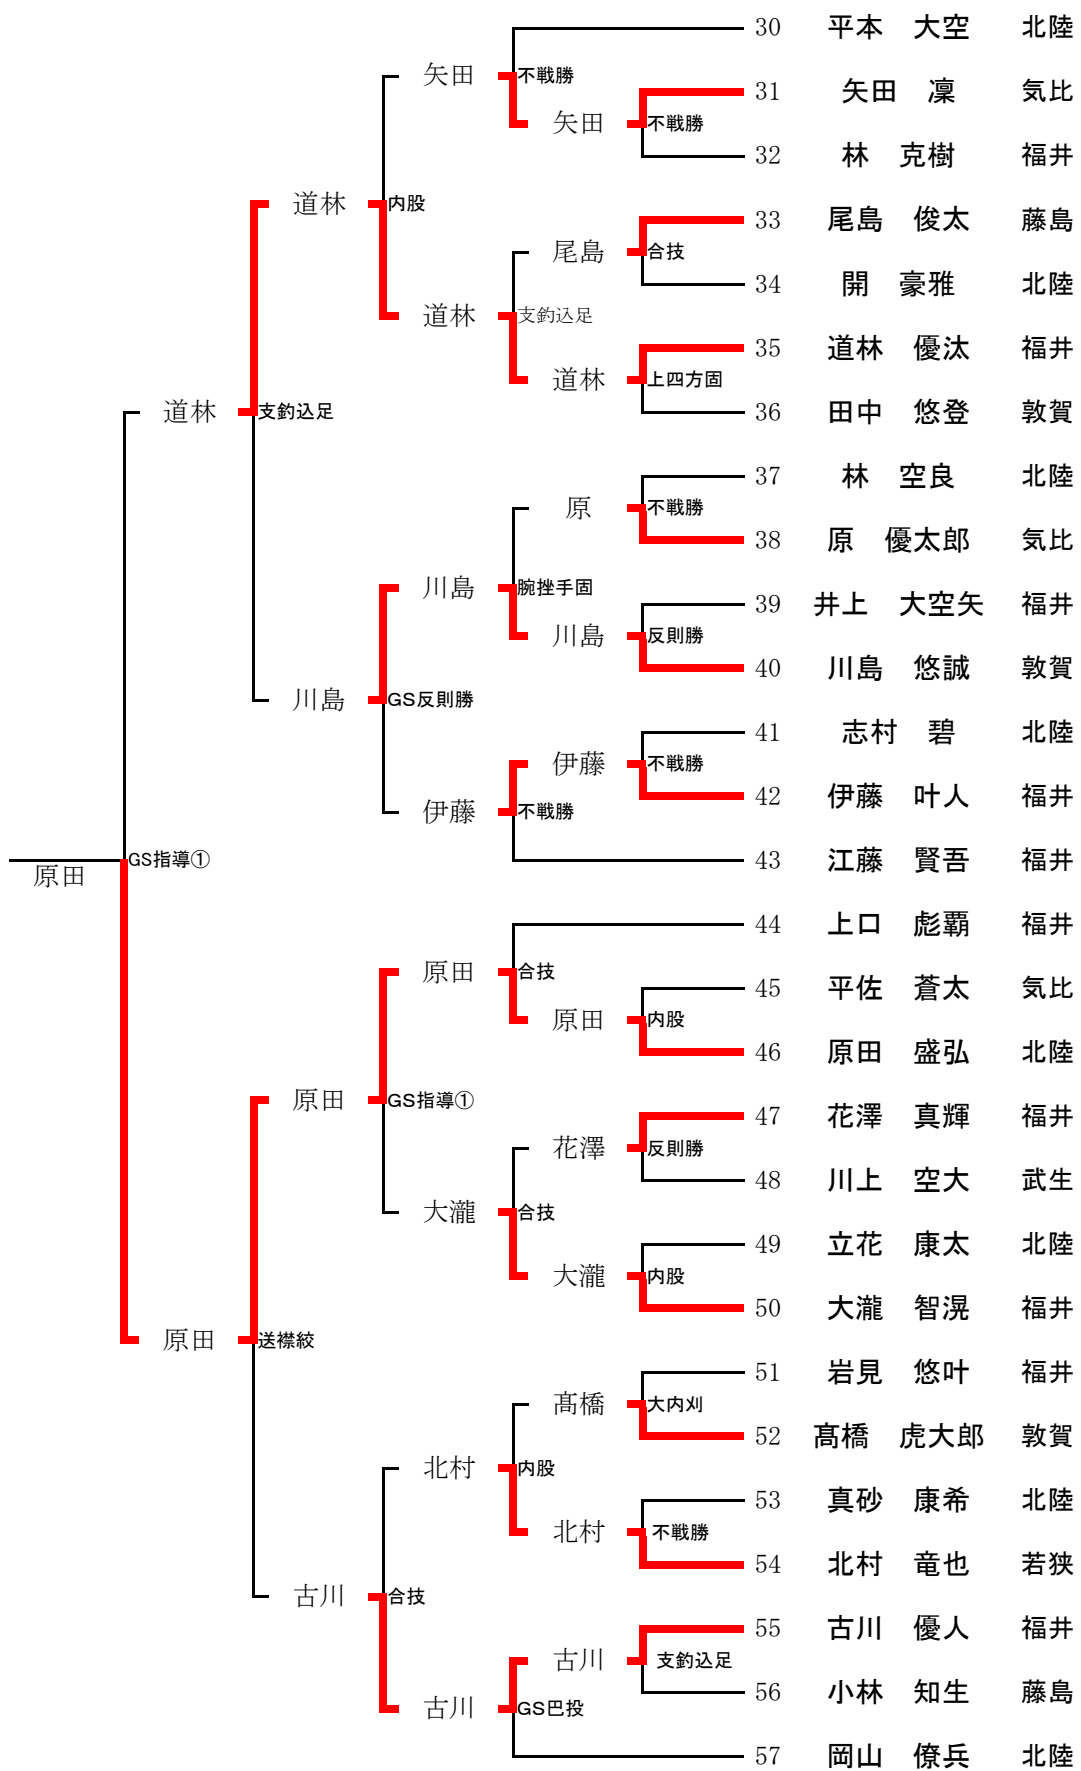 30 平本 大空 北陸
矢田 不戦勝
31 矢田 凜 気比
矢田 不戦勝
32 林 克樹 福井
道林 内股
33 尾島 俊太 藤島
尾島 合技
34 開 豪雅 北陸
道林 支釣込足
35 道林 優汰 福井
道林 上四方固
36 田中 悠登 敦賀
道林 支釣込足
37 林 空良 北陸
原 不戦勝
38 原 優太郎 気比
川島 腕挫手固
39 井上 大空矢 福井
川島 反則勝
40 川島 悠誠 敦賀
川島 GS反則勝
41 志村 碧 北陸
伊藤 不戦勝
42 伊藤 叶人 福井
伊藤 不戦勝
43 江藤 賢吾 福井
原田 GS指導①
44 上口 彪覇 福井
原田 合技
45 平佐 蒼太 気比
原田 内股
46 原田 盛弘 北陸
原田 GS指導①
47 花澤 真輝 福井
花澤 反則勝
48 川上 空大 武生
大瀧 合技
49 立花 康太 北陸
大瀧 内股
50 大瀧 智滉 福井
原田 送襟絞
51 岩見 悠叶 福井
髙橋 大内刈
52 髙橋 虎大郎 敦賀
北村 内股
53 真砂 康希 北陸
北村 不戦勝
54 北村 竜也 若狭
古川 合技
55 古川 優人 福井
古川 支釣込足
56 小林 知生 藤島
古川 GS巴投
57 岡山 僚兵 北陸